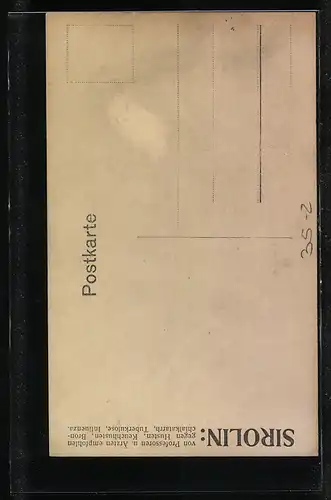 Postkarte
35-2
SIROLIN:
von Professoren u. Ärzten empfohlen
gegen Husten, Keuchhusten, Bron-
chialkatarrh, Tuberkulose, Influenza.